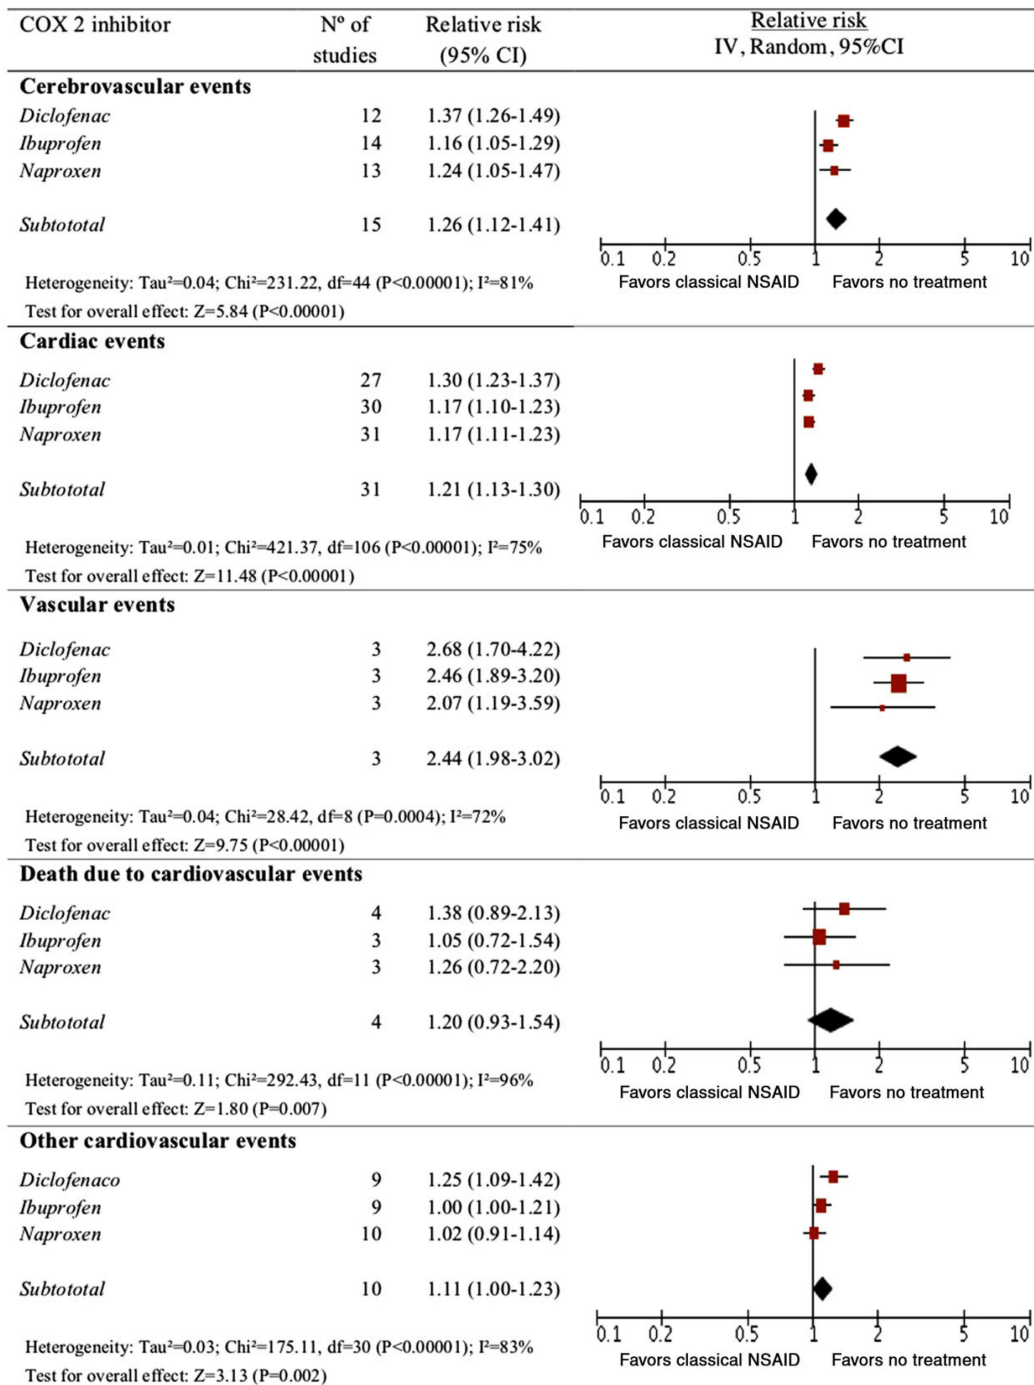 COX 2 inhibitor Nº of studies Relative risk (95% CI) Relative risk IV, Random, 95%CI
Cerebrovascular events
Diclofenac 12 1.37 (1.26-1.49)
Ibuprofen 14 1.16 (1.05-1.29)
Naproxen 13 1.24 (1.05-1.47)
Subtototal 15 1.26 (1.12-1.41)
0.1 0.2 0.5 1 2 5 10
Favors classical NSAID Favors no treatment
Heterogeneity: Tau²=0.04; Chi²=231.22, df=44 (P<0.00001); I²=81%
Test for overall effect: Z=5.84 (P<0.00001)
Cardiac events
Diclofenac 27 1.30 (1.23-1.37)
Ibuprofen 30 1.17 (1.10-1.23)
Naproxen 31 1.17 (1.11-1.23)
Subtototal 31 1.21 (1.13-1.30)
0.1 0.2 0.5 1 2 5 10
Favors classical NSAID Favors no treatment
Heterogeneity: Tau²=0.01; Chi²=421.37, df=106 (P<0.00001); I²=75%
Test for overall effect: Z=11.48 (P<0.00001)
Vascular events
Diclofenac 3 2.68 (1.70-4.22)
Ibuprofen 3 2.46 (1.89-3.20)
Naproxen 3 2.07 (1.19-3.59)
Subtototal 3 2.44 (1.98-3.02)
0.1 0.2 0.5 1 2 5 10
Favors classical NSAID Favors no treatment
Heterogeneity: Tau²=0.04; Chi²=28.42, df=8 (P=0.0004); I²=72%
Test for overall effect: Z=9.75 (P<0.00001)
Death due to cardiovascular events
Diclofenac 4 1.38 (0.89-2.13)
Ibuprofen 3 1.05 (0.72-1.54)
Naproxen 3 1.26 (0.72-2.20)
Subtototal 4 1.20 (0.93-1.54)
0.1 0.2 0.5 1 2 5 10
Favors classical NSAID Favors no treatment
Heterogeneity: Tau²=0.11; Chi²=292.43, df=11 (P<0.00001); I²=96%
Test for overall effect: Z=1.80 (P=0.007)
Other cardiovascular events
Diclofenaco 9 1.25 (1.09-1.42)
Ibuprofen 9 1.00 (1.00-1.21)
Naproxen 10 1.02 (0.91-1.14)
Subtototal 10 1.11 (1.00-1.23)
0.1 0.2 0.5 1 2 5 10
Favors classical NSAID Favors no treatment
Heterogeneity: Tau²=0.03; Chi²=175.11, df=30 (P<0.00001); I²=83%
Test for overall effect: Z=3.13 (P=0.002)